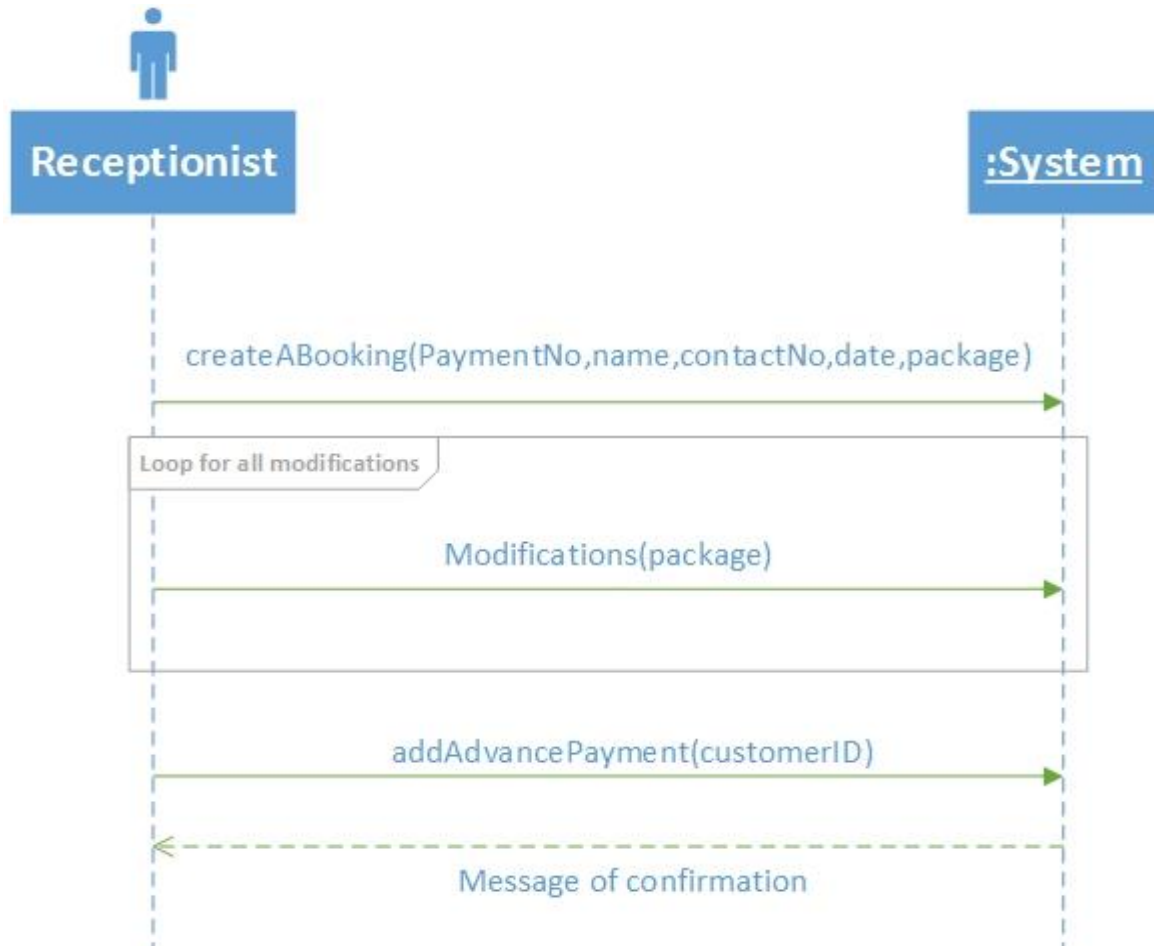 Receptionist
:System
createABooking(PaymentNo,name,contactNo,date,package)
Loop for all modifications
Modifications(package)
addAdvancePayment(customerID)
Message of confirmation